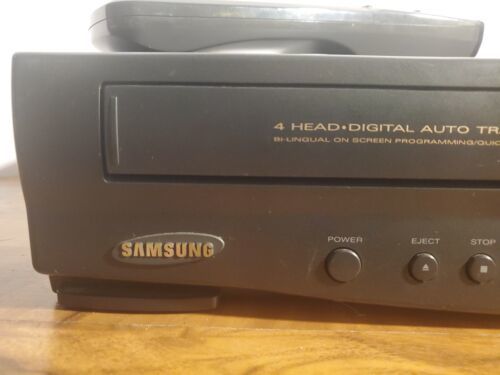 4 HEAD•DIGITAL AUTO TR
BI-LINGUAL ON SCREEN PROGRAMMING/QUIC
SAMSUNG
POWER
EJECT
STOP